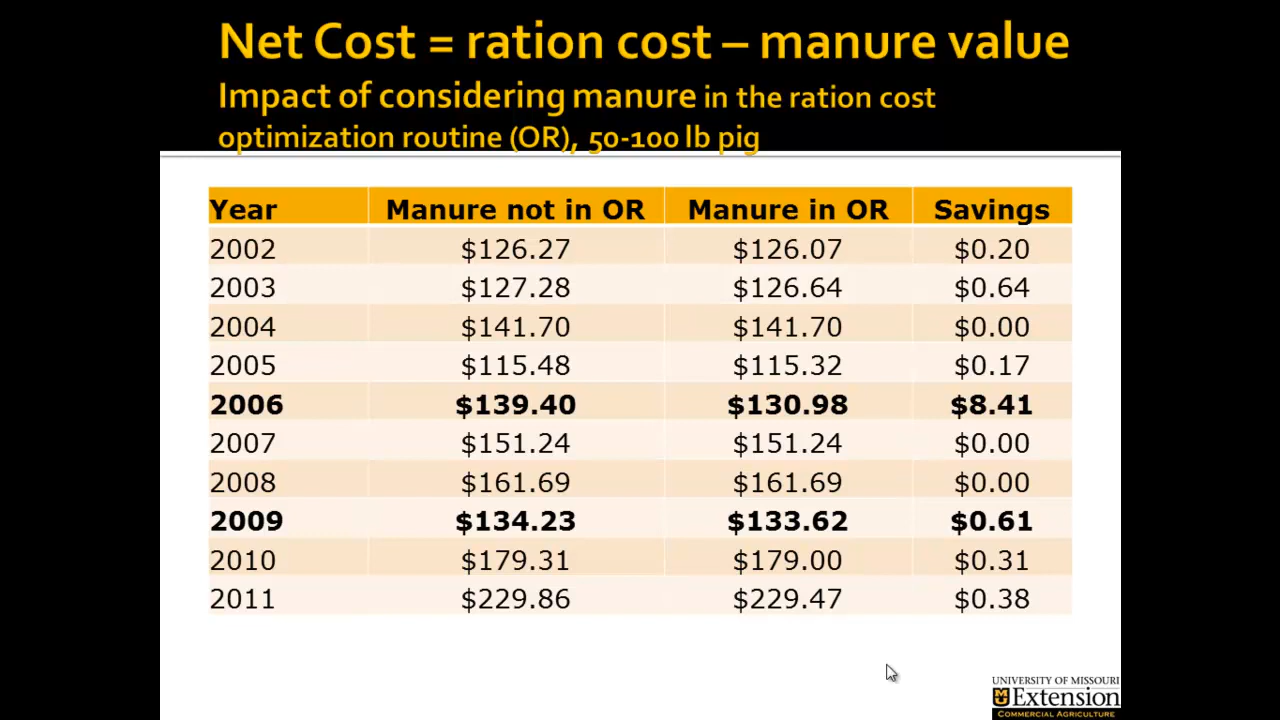 Net Cost = ration cost – manure value
Impact of considering manure in the ration cost
optimization routine (OR), 50-100 lb pig
Year Manure not in OR Manure in OR Savings
2002 $126.27 $126.07 $0.20
2003 $127.28 $126.64 $0.64
2004 $141.70 $141.70 $0.00
2005 $115.48 $115.32 $0.17
2006 $139.40 $130.98 $8.41
2007 $151.24 $151.24 $0.00
2008 $161.69 $161.69 $0.00
2009 $134.23 $133.62 $0.61
2010 $179.31 $179.00 $0.31
2011 $229.86 $229.47 $0.38
UNIVERSITY OF MISSOURI
MU Extension
COMMERCIAL AGRICULTURE